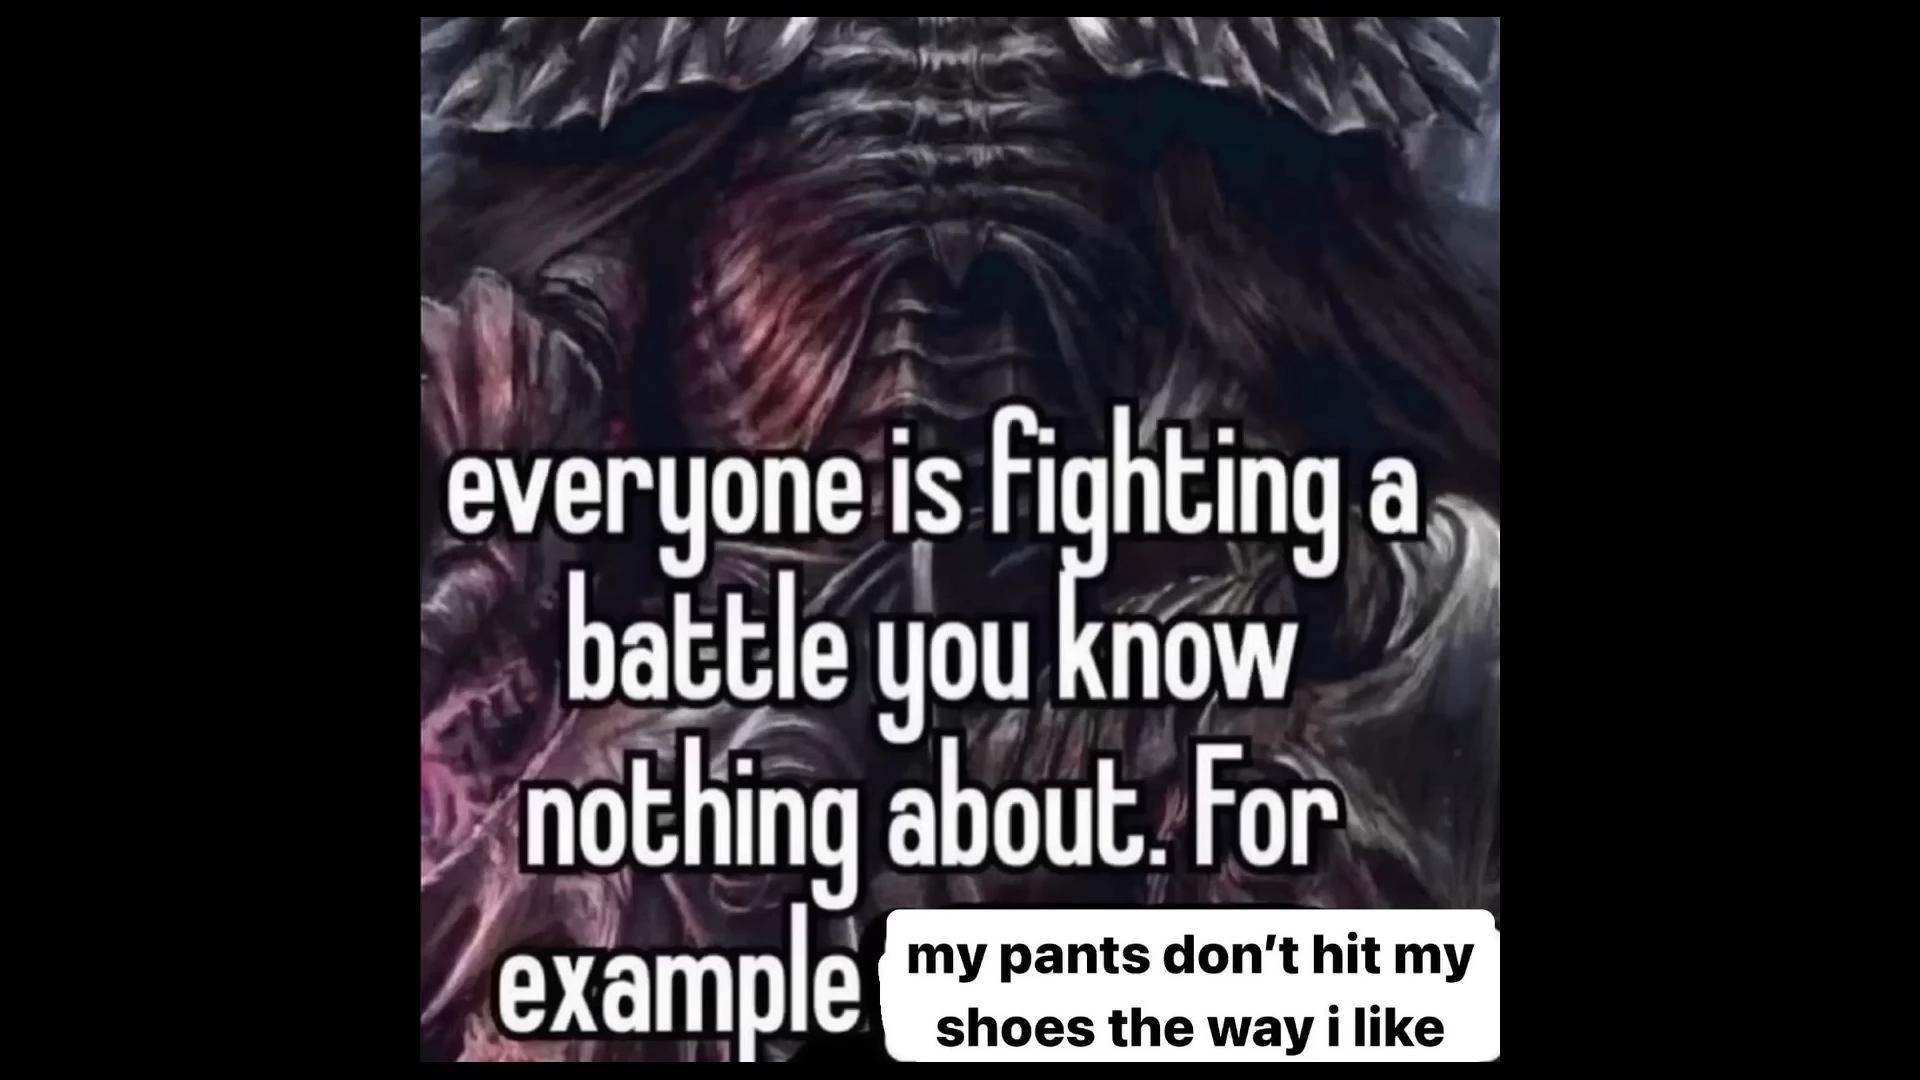 everyone is fighting a
battle you know
nothing about. For
example
my pants don’t hit my
shoes the way i like